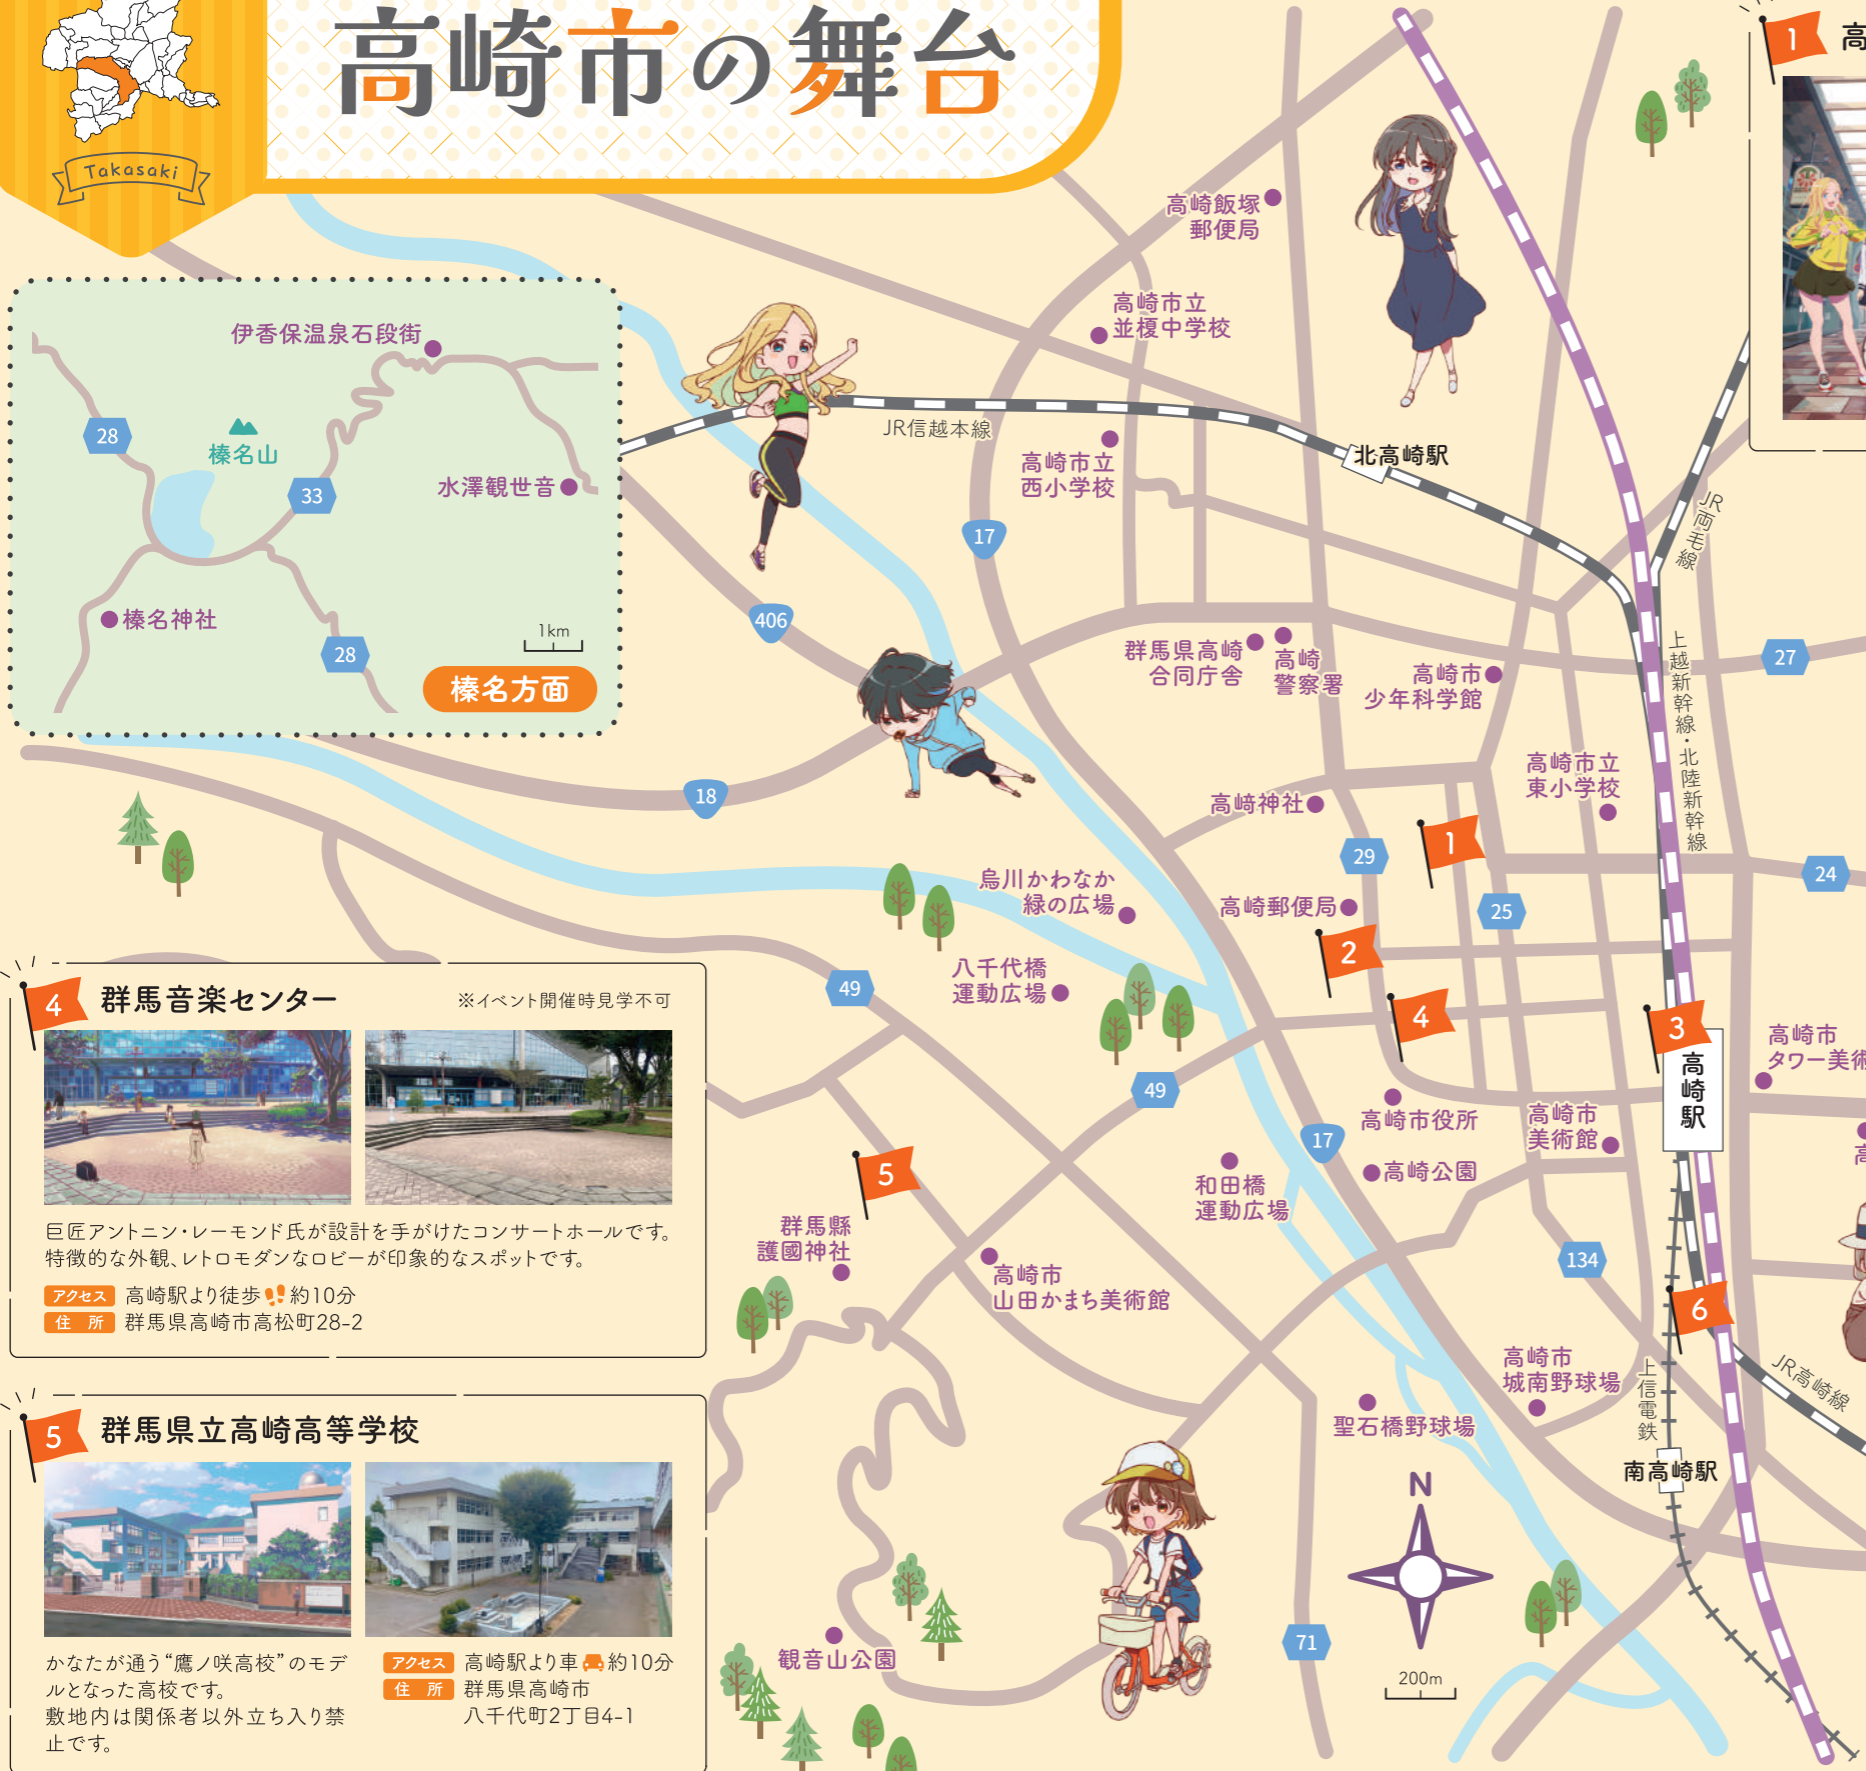 高崎市の舞台
Takasaki
1
伊香保温泉石段街
28
榛名山
33
水澤観世音
榛名神社
28
1km
榛名方面
高崎飯塚
郵便局
高崎市立
並榎中学校
JR信越本線
高崎市立
西小学校
北高崎駅
JR両毛線
17
406
群馬県高崎
合同庁舎
高崎
警察署
高崎市
少年科学館
上越新幹線・北陸新幹線
27
18
高崎市立
東小学校
高﨑神社
1
29
24
25
烏川かわなか
緑の広場
高崎郵便局
2
八千代橋
運動広場
49
4
3
高崎駅
高崎市
タワー美術
49
高崎市役所
高崎市
美術館
17
高崎公園
和田橋
運動広場
5
群馬縣
護國神社
高崎市
山田かまち美術館
134
6
高崎市
城南野球場
上信電鉄
JR高崎線
聖石橋野球場
南高崎駅
N
200m
71
観音山公園
4
群馬音楽センター
※イベント開催時見学不可
巨匠アントニン・レーモンド氏が設計を手がけたコンサートホールです。
特徴的な外観、レトロモダンなロビーが印象的なスポットです。
アクセス 高崎駅より徒歩 約10分
住 所 群馬県高崎市高松町28-2
5
群馬県立高崎高等学校
かなたが通う“鷹ノ咲高校”のモデ
ルとなった高校です。
敷地内は関係者以外立ち入り禁
止です。
アクセス 高崎駅より車 約10分
住 所 群馬県高崎市
八千代町2丁目4-1